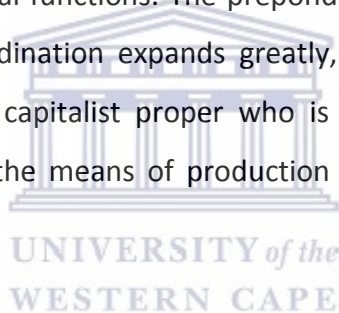 al functions. The prepond
dination expands greatly,
capitalist proper who is
the means of production
UNIVERSITY of the
WESTERN CAPE